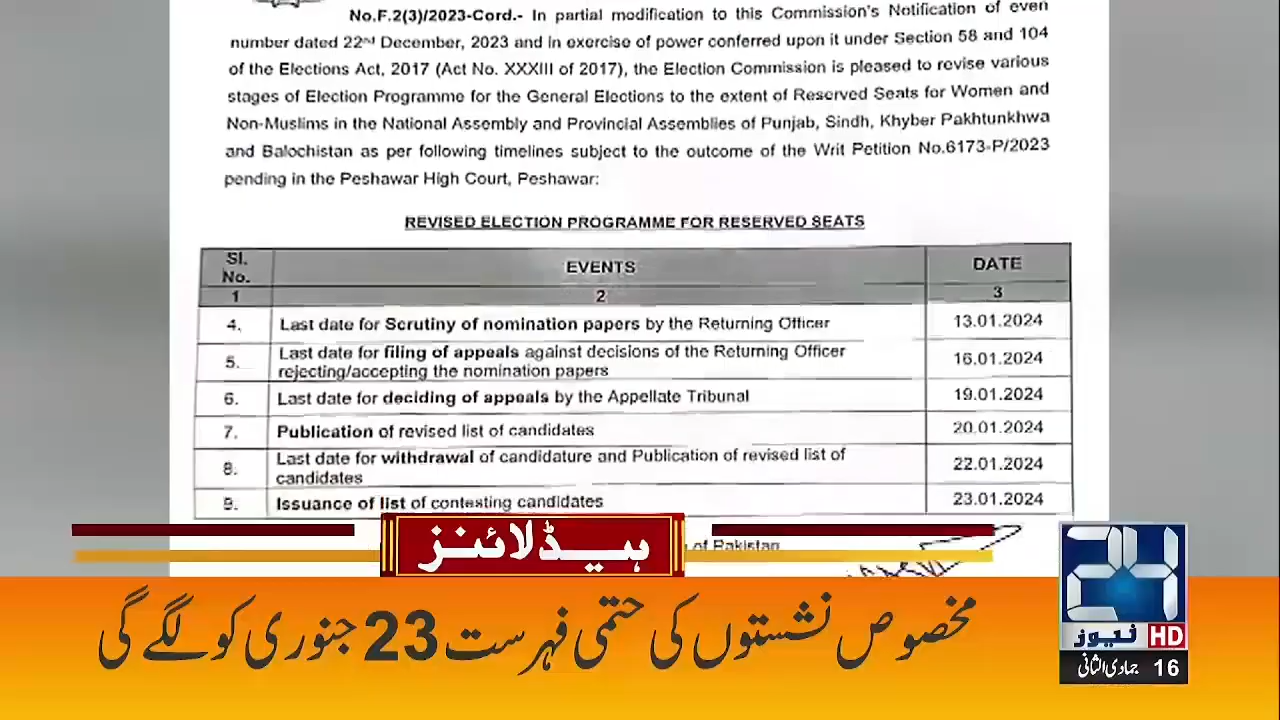 No.F.2(3)/2023-Cord.- In partial modification to this Commission's Notification of even
number dated 22nd December, 2023 and in exercise of power conferred upon it under Section 58 and 104
of the Elections Act, 2017 (Act No. XXXIII of 2017), the Election Commission is pleased to revise various
stages of Election Programme for the General Elections to the extent of Reserved Seats for Women and
Non-Muslims in the National Assembly and Provincial Assemblies of Punjab, Sindh, Khyber Pakhtunkhwa
and Balochistan as per following timelines subject to the outcome of the Writ Petition No.6173-P/2023
pending in the Peshawar High Court, Peshawar:
REVISED ELECTION PROGRAMME FOR RESERVED SEATS
Sl. No. EVENTS DATE
1 2 3
4. Last date for Scrutiny of nomination papers by the Returning Officer 13.01.2024
5. Last date for filing of appeals against decisions of the Returning Officer 16.01.2024
rejecting/accepting the nomination papers
6. Last date for deciding of appeals by the Appellate Tribunal 19.01.2024
7. Publication of revised list of candidates 20.01.2024
8. Last date for withdrawal of candidature and Publication of revised list of 22.01.2024
candidates
9. Issuance of list of contesting candidates 23.01.2024
of Pakistan
ہیڈلائنز
مخصوص نشستوں کی حتمی فہرست 23 جنوری کو لگے گی
24
نیوز HD
16 جمادی الثانی